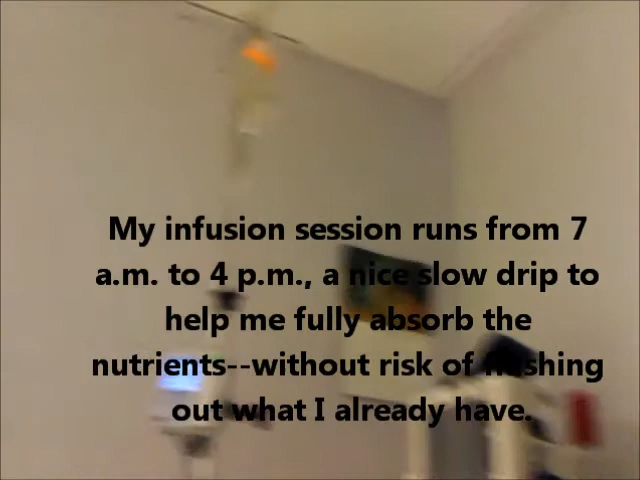 My infusion session runs from 7
a.m. to 4 p.m., a nice slow drip to
help me fully absorb the
nutrients--without risk of flushing
out what I already have.